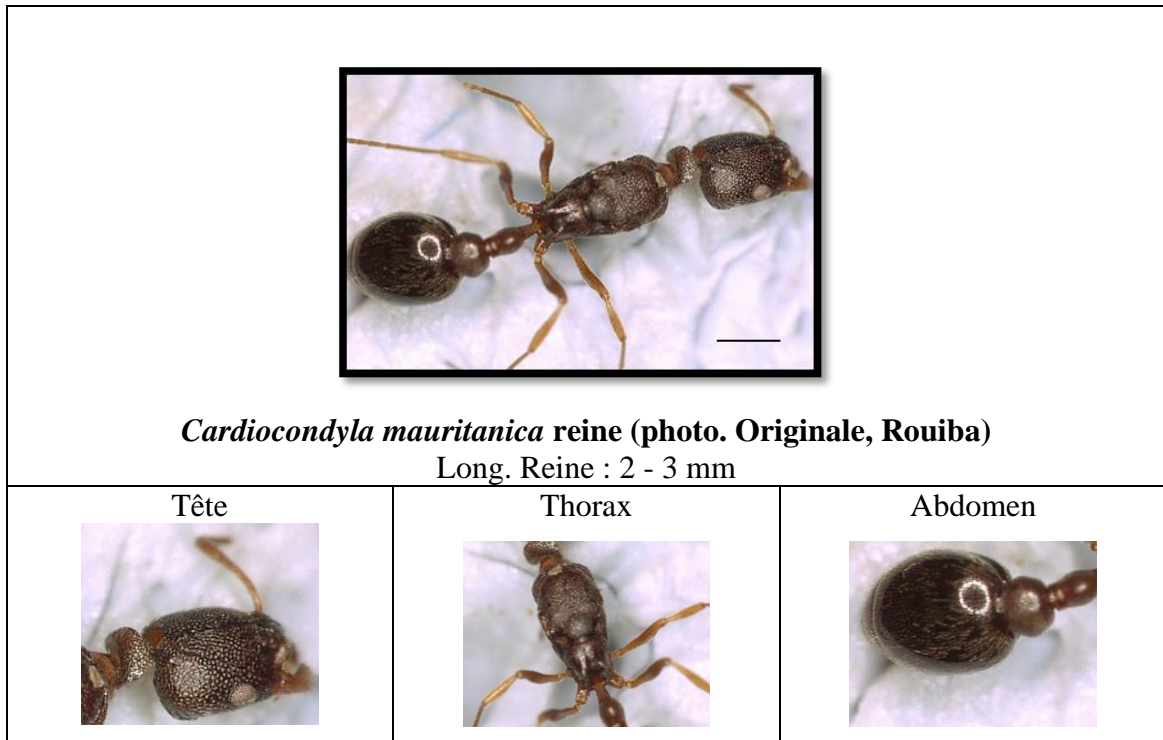 Cardiocondyla mauritanica reine (photo. Originale, Rouiba)
Long. Reine : 2 - 3 mm
Tête
Thorax
Abdomen